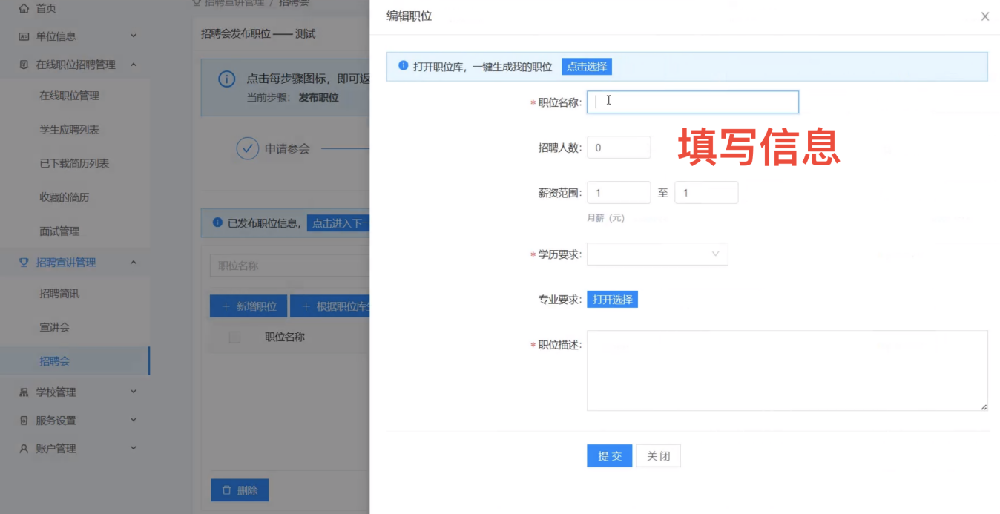 首页
单位信息
在线职位招聘管理
在线职位管理
学生应聘列表
已下载简历列表
收藏的简历
面试管理
招聘宣讲管理
招聘简讯
宣讲会
招聘会
学校管理
服务设置
账户管理
招聘宣讲管理 / 招聘会
招聘会发布职位 —— 测试
点击每步骤图标，即可返
当前步骤： 发布职位
申请参会
已发布职位信息， 点击进入下一
职位名称
+ 新增职位 + 根据职位库
职位名称
删除
编辑职位
打开职位库，一键生成我的职位 点击选择
* 职位名称:
填写信息
招聘人数: 0
薪资范围: 1 至 1
月薪（元）
* 学历要求:
专业要求: 打开选择
* 职位描述:
提交 关闭